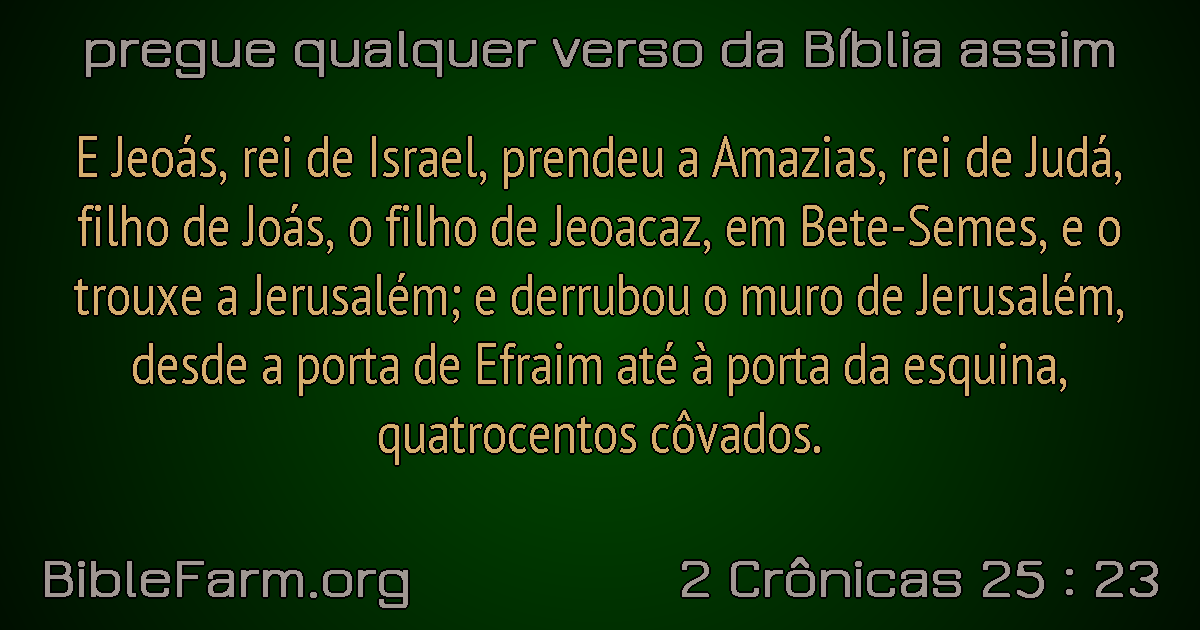 pregue qualquer verso da Bíblia assim
E Jeoás, rei de Israel, prendeu a Amazias, rei de Judá,
filho de Joás, o filho de Jeoacaz, em Bete-Semes, e o
trouxe a Jerusalém; e derrubou o muro de Jerusalém,
desde a porta de Efraim até à porta da esquina,
quatrocentos côvados.
BibleFarm.org
2 Crônicas 25 : 23